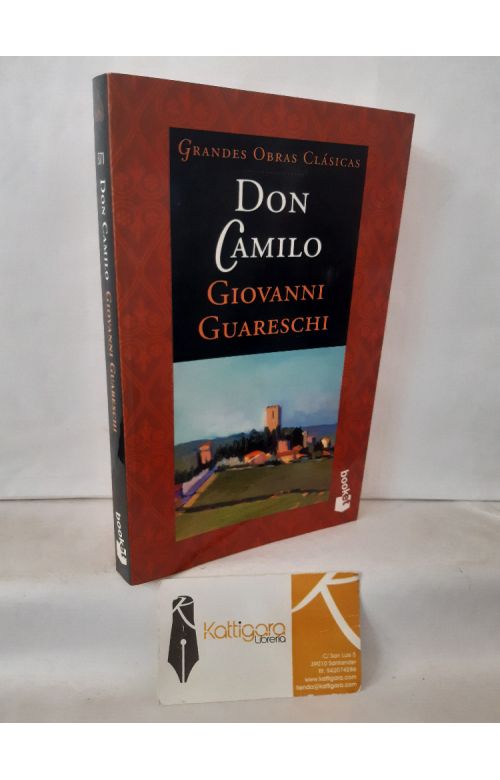 GRANDES OBRAS CLÁSICAS
DON
CAMILO
GIOVANNI
GUARESCHI
booket
DON CAMILO GIOVANNI GUARESCHI
booket
Kattigara
Librería
C/ San Luis 5
39010 Santander
www.kattigara.com
tienda@kattigara.com